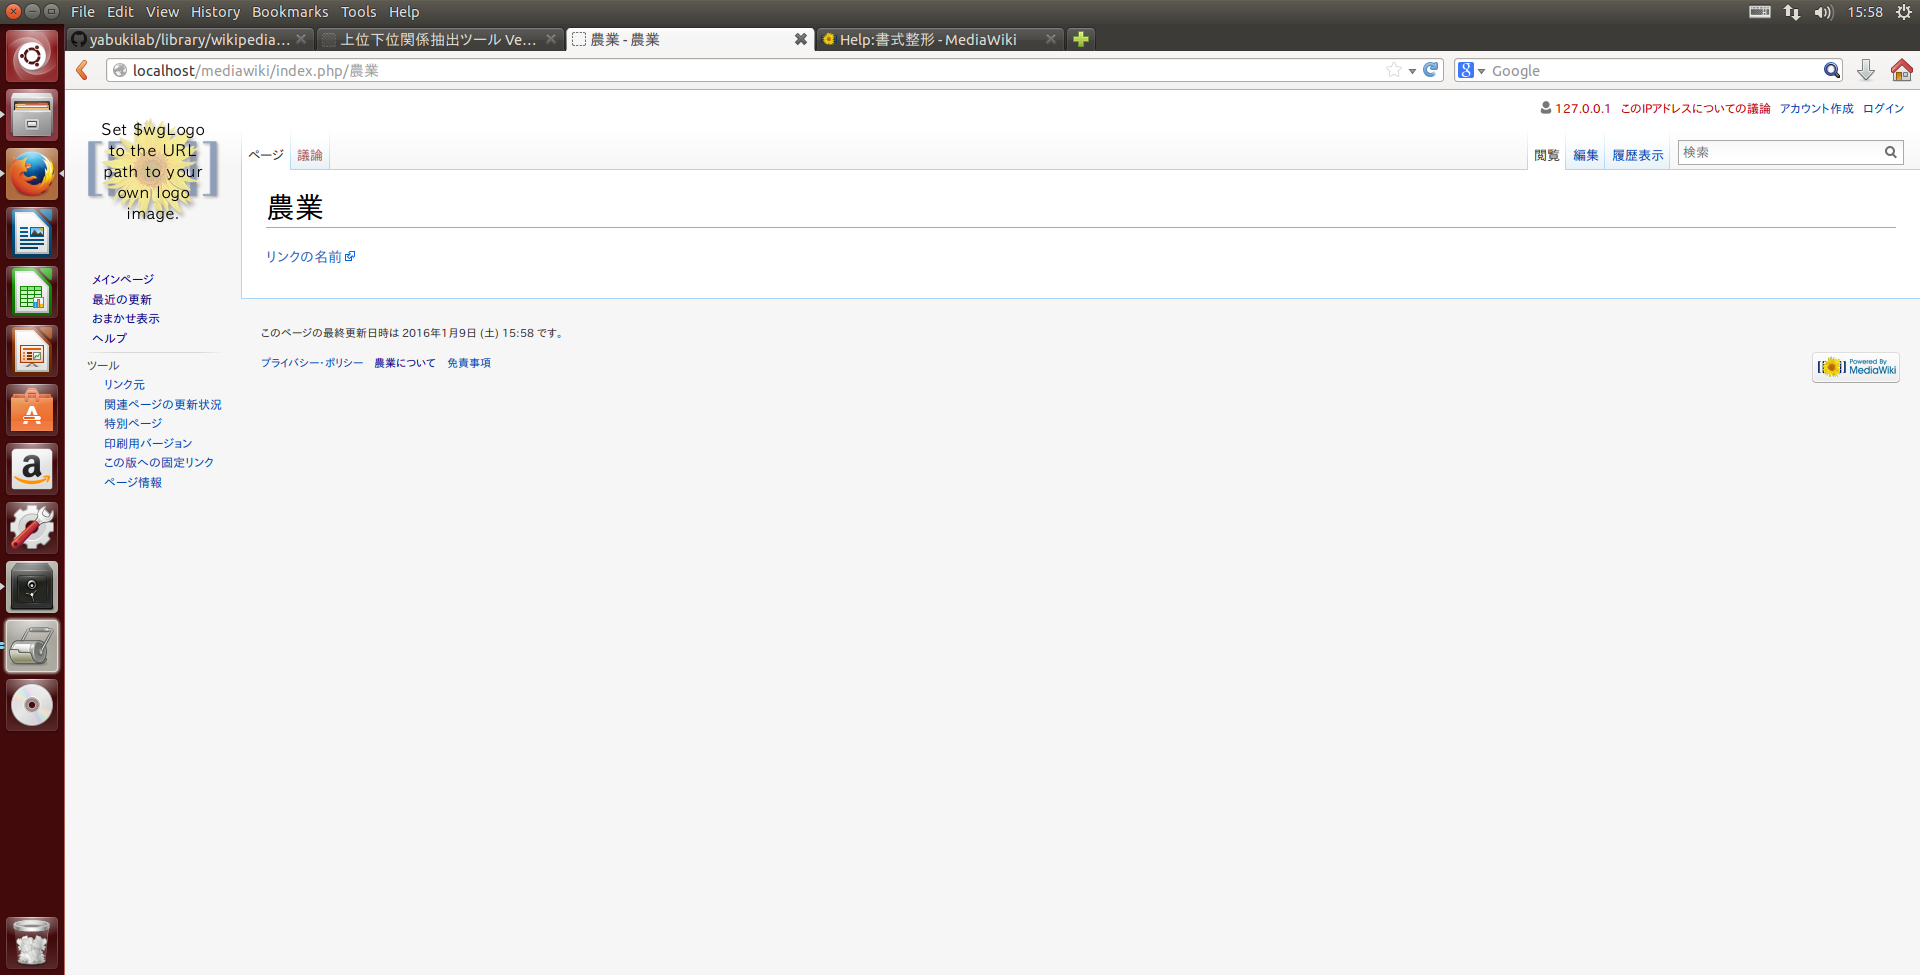 File Edit View History Bookmarks Tools Help
15:58
yabukilab/library/wikipedia...
上位下位関係抽出ツール Ve...
農業 - 農業
Help:書式整形 - MediaWiki
localhost/mediawiki/index.php/農業
Google
127.0.0.1 このIPアドレスについての議論 アカウント作成 ログイン
Set $wgLogo
to the URL
path to your
own logo
image.
ページ 議論
閲覧 編集 履歴表示 検索
農業
リンクの名前
メインページ
最近の更新
おまかせ表示
ヘルプ
ツール
リンク元
関連ページの更新状況
特別ページ
印刷用バージョン
この版への固定リンク
ページ情報
このページの最終更新日時は 2016年1月9日 (土) 15:58 です。
プライバシー・ポリシー 農業について 免責事項
Powered By
MediaWiki